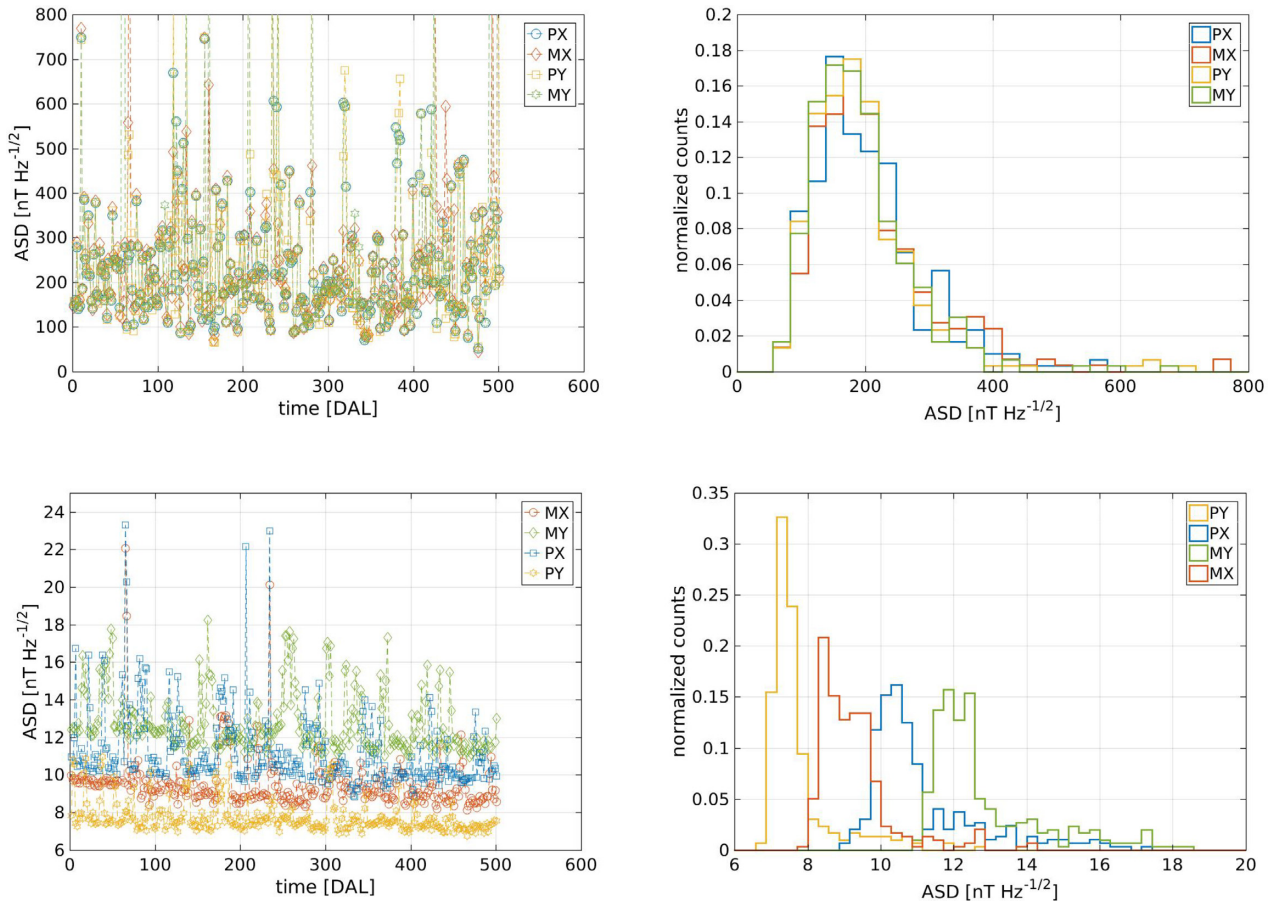 800
700
600
500
400
300
200
100
0
ASD [nT Hz^-1/2]
0 100 200 300 400 500 600
time [DAL]
PX
MX
PY
MY
0.2
0.18
0.16
0.14
0.12
0.1
0.08
0.06
0.04
0.02
0
normalized counts
0 200 400 600 800
ASD [nT Hz^-1/2]
PX
MX
PY
MY
24
22
20
18
16
14
12
10
8
6
ASD [nT Hz^-1/2]
0 100 200 300 400 500 600
time [DAL]
MX
MY
PX
PY
0.35
0.3
0.25
0.2
0.15
0.1
0.05
0
normalized counts
6 8 10 12 14 16 18 20
ASD [nT Hz^-1/2]
PY
PX
MY
MX